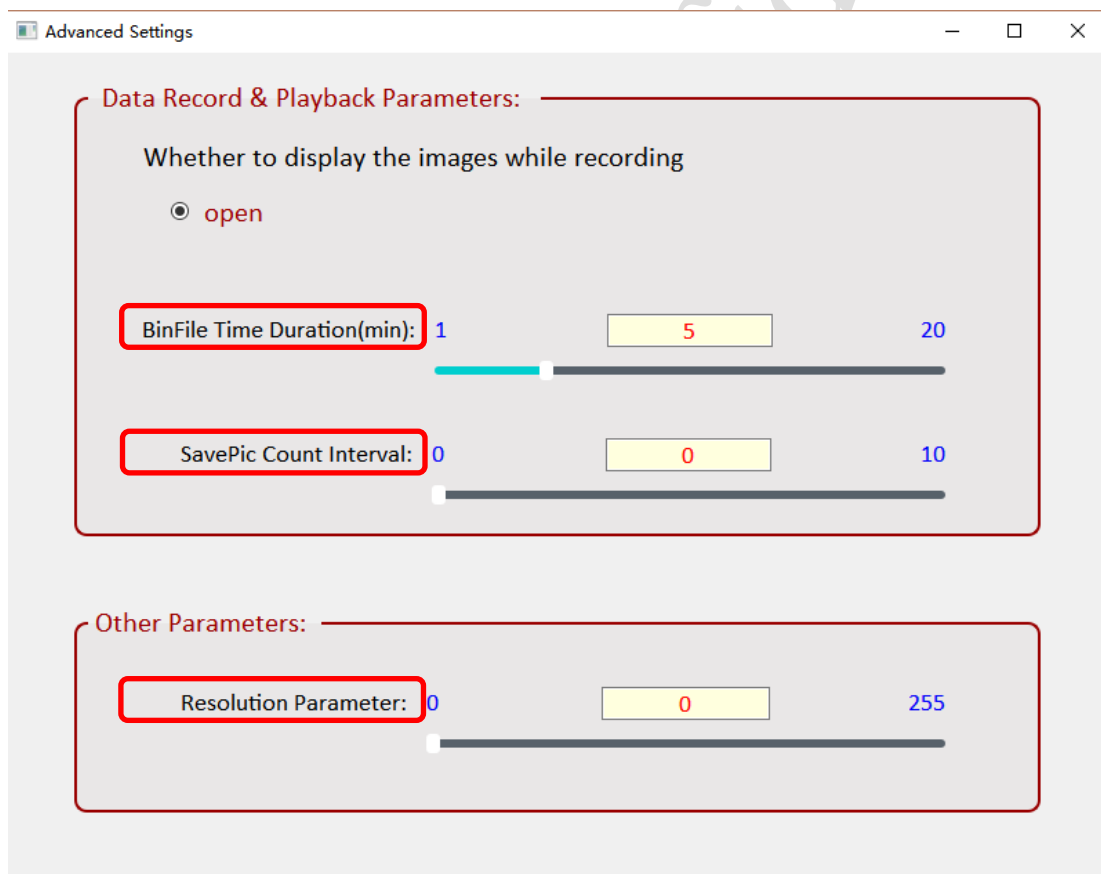 Advanced Settings
Data Record & Playback Parameters:
Whether to display the images while recording
open
BinFile Time Duration(min): 1 5 20
SavePic Count Interval: 0 0 10
Other Parameters:
Resolution Parameter: 0 0 255